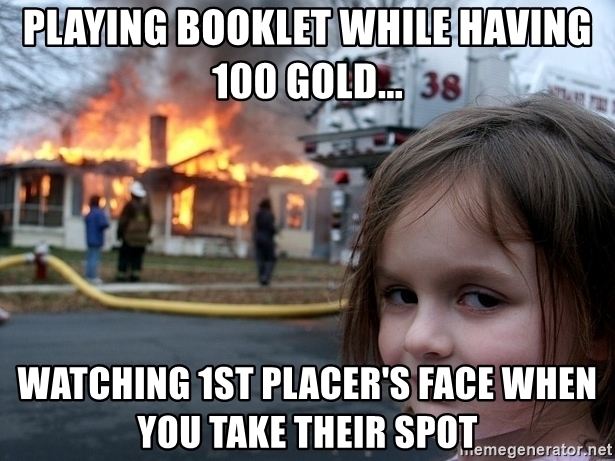 PLAYING BOOKLET WHILE HAVING
100 GOLD...
38
WATCHING 1ST PLACER'S FACE WHEN
YOU TAKE THEIR SPOT
memegenerator.net